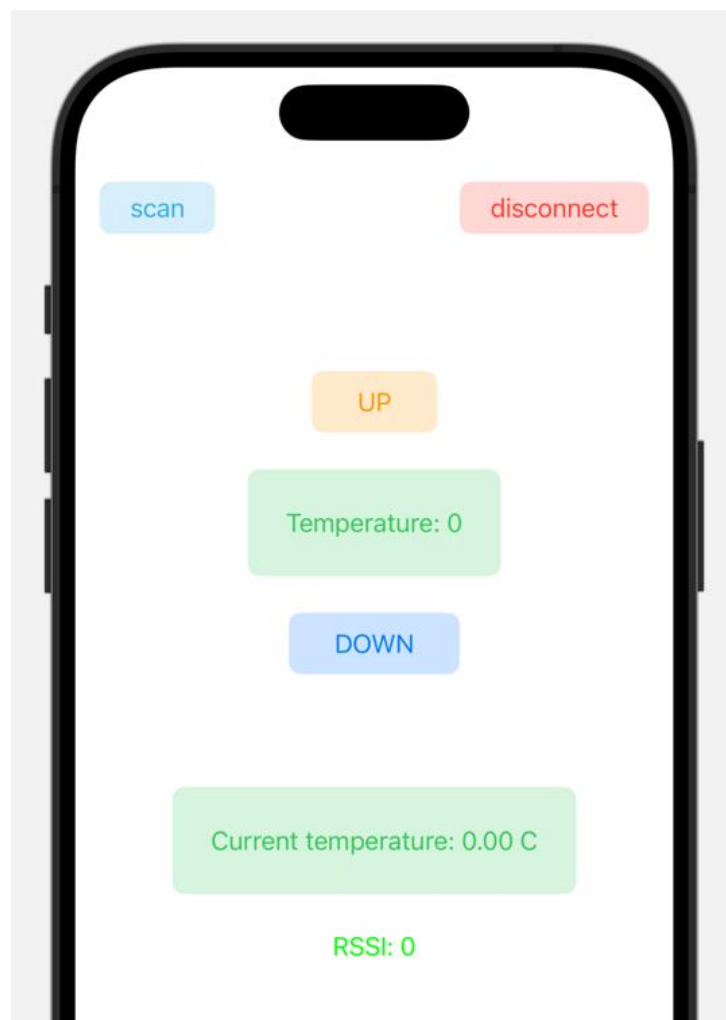 scan
disconnect
UP
Temperature: 0
DOWN
Current temperature: 0.00 C
RSSI: 0